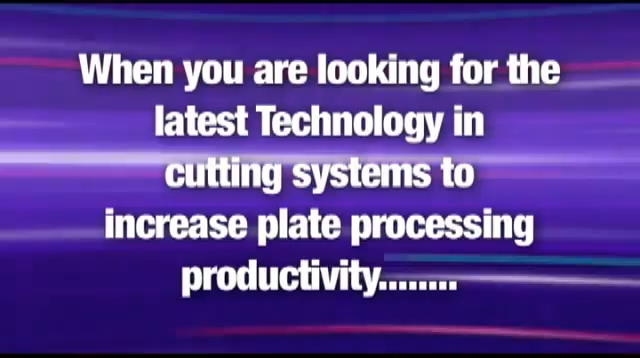 When you are looking for the
latest Technology in
cutting systems to
increase plate processing
productivity........